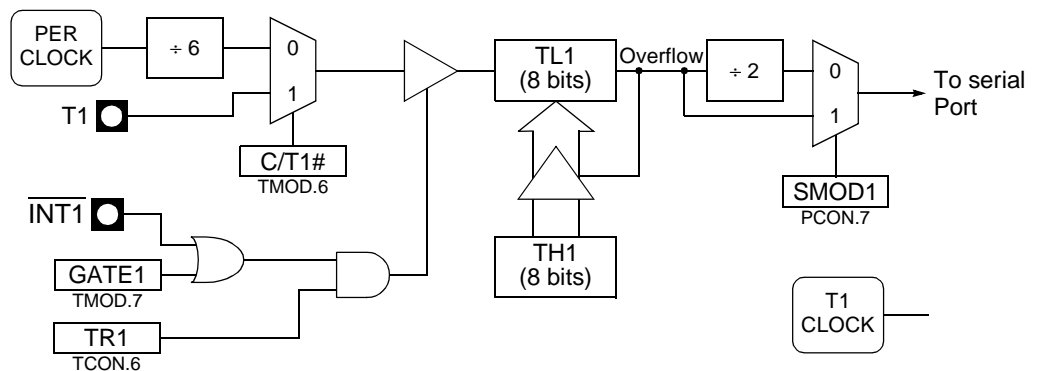 PER
CLOCK
÷ 6
0
1
T1
C/T1#
TMOD.6
TL1
(8 bits)
Overflow
÷ 2
0
1
To serial
Port
SMOD1
PCON.7
INT1
GATE1
TMOD.7
TR1
TCON.6
TH1
(8 bits)
T1
CLOCK